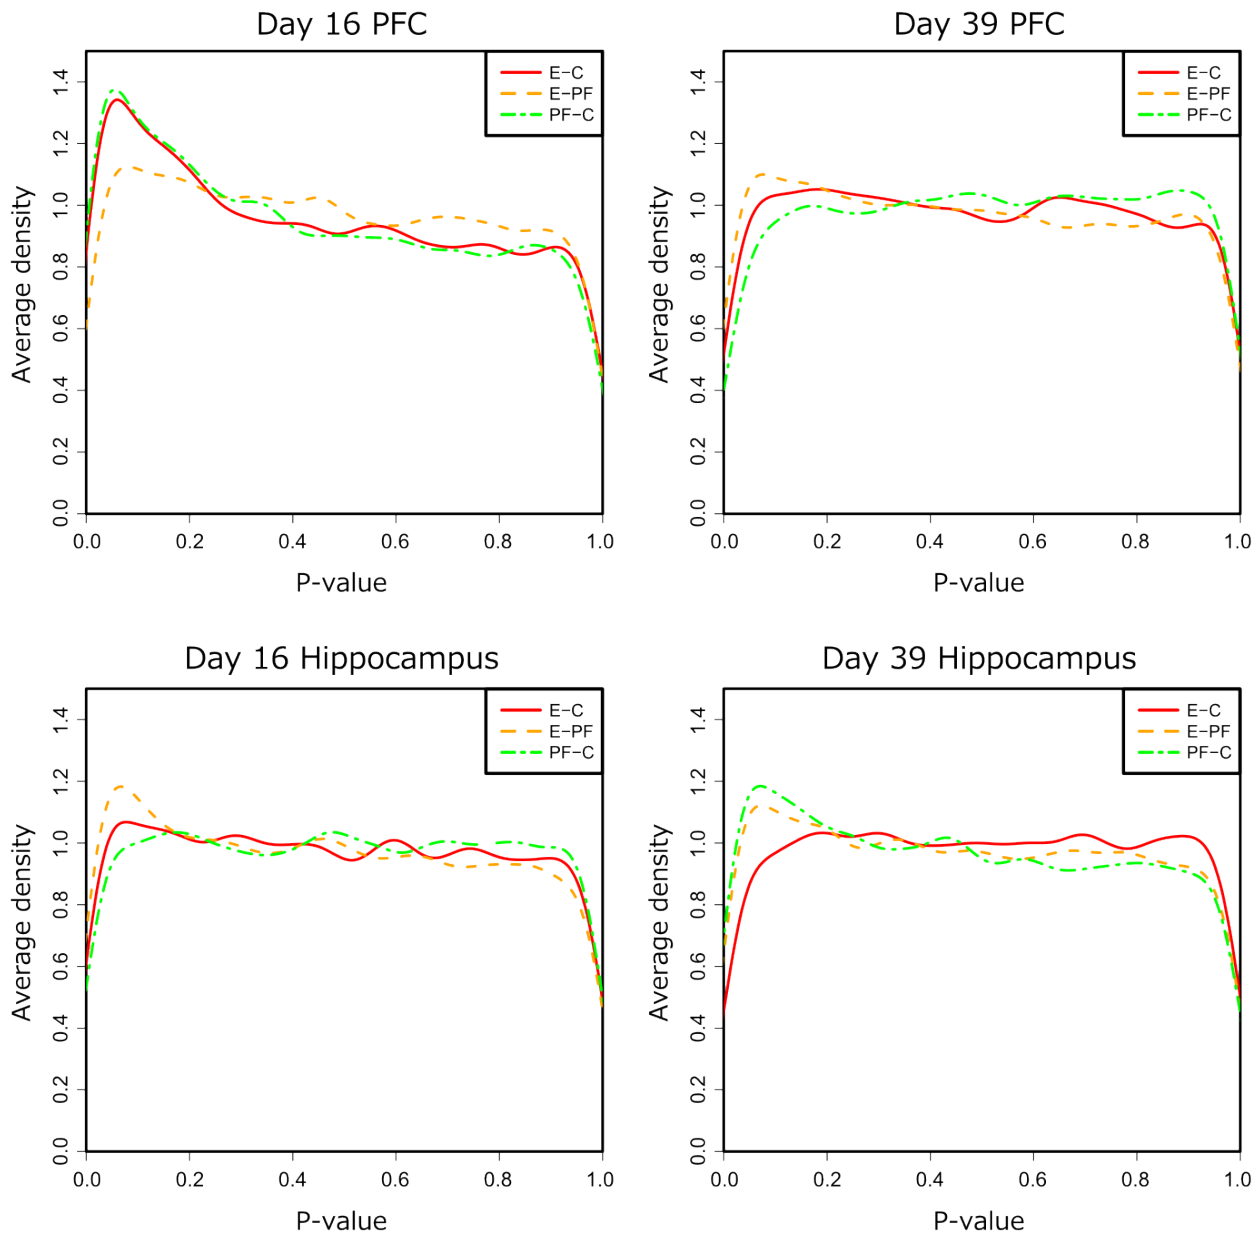 Day 16 PFC
E−C
E−PF
PF−C
Average density
0.0 0.2 0.4 0.6 0.8 1.0 1.2 1.4
0.0 0.2 0.4 0.6 0.8 1.0
P-value
Day 39 PFC
E−C
E−PF
PF−C
Average density
0.0 0.2 0.4 0.6 0.8 1.0 1.2 1.4
0.0 0.2 0.4 0.6 0.8 1.0
P-value
Day 16 Hippocampus
E−C
E−PF
PF−C
Average density
0.0 0.2 0.4 0.6 0.8 1.0 1.2 1.4
0.0 0.2 0.4 0.6 0.8 1.0
P-value
Day 39 Hippocampus
E−C
E−PF
PF−C
Average density
0.0 0.2 0.4 0.6 0.8 1.0 1.2 1.4
0.0 0.2 0.4 0.6 0.8 1.0
P-value